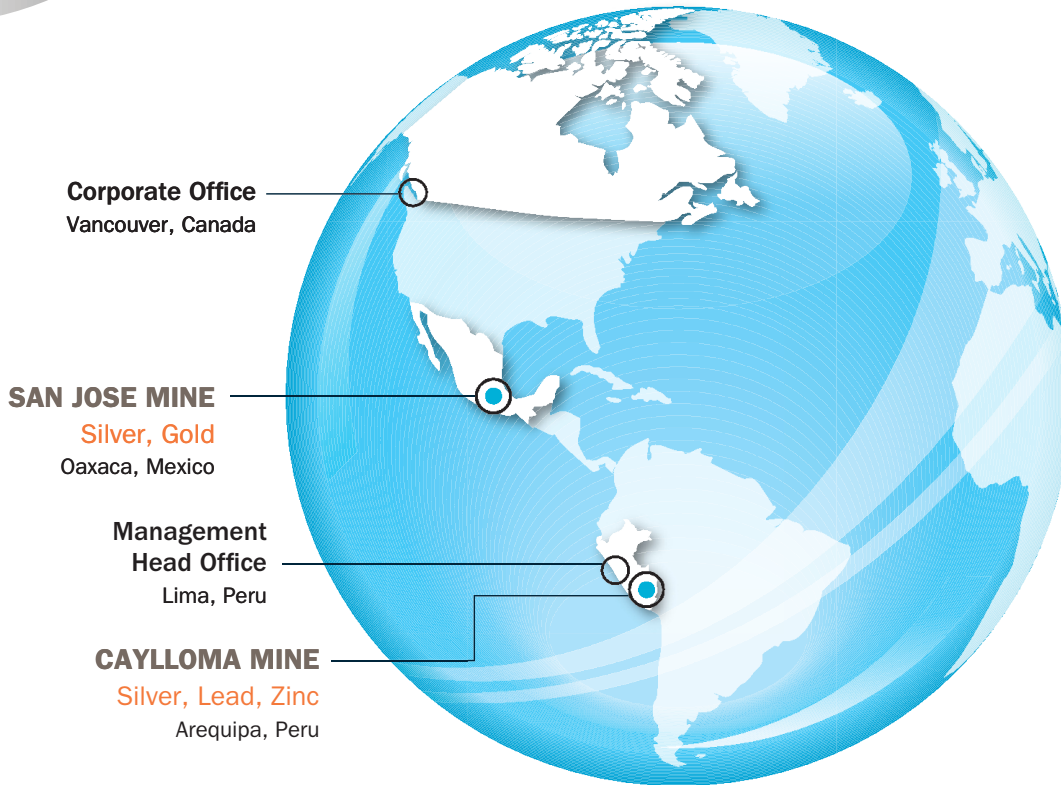 Corporate Office
Vancouver, Canada
SAN JOSE MINE
Silver, Gold
Oaxaca, Mexico
Management
Head Office
Lima, Peru
CAYLLOMA MINE
Silver, Lead, Zinc
Arequipa, Peru